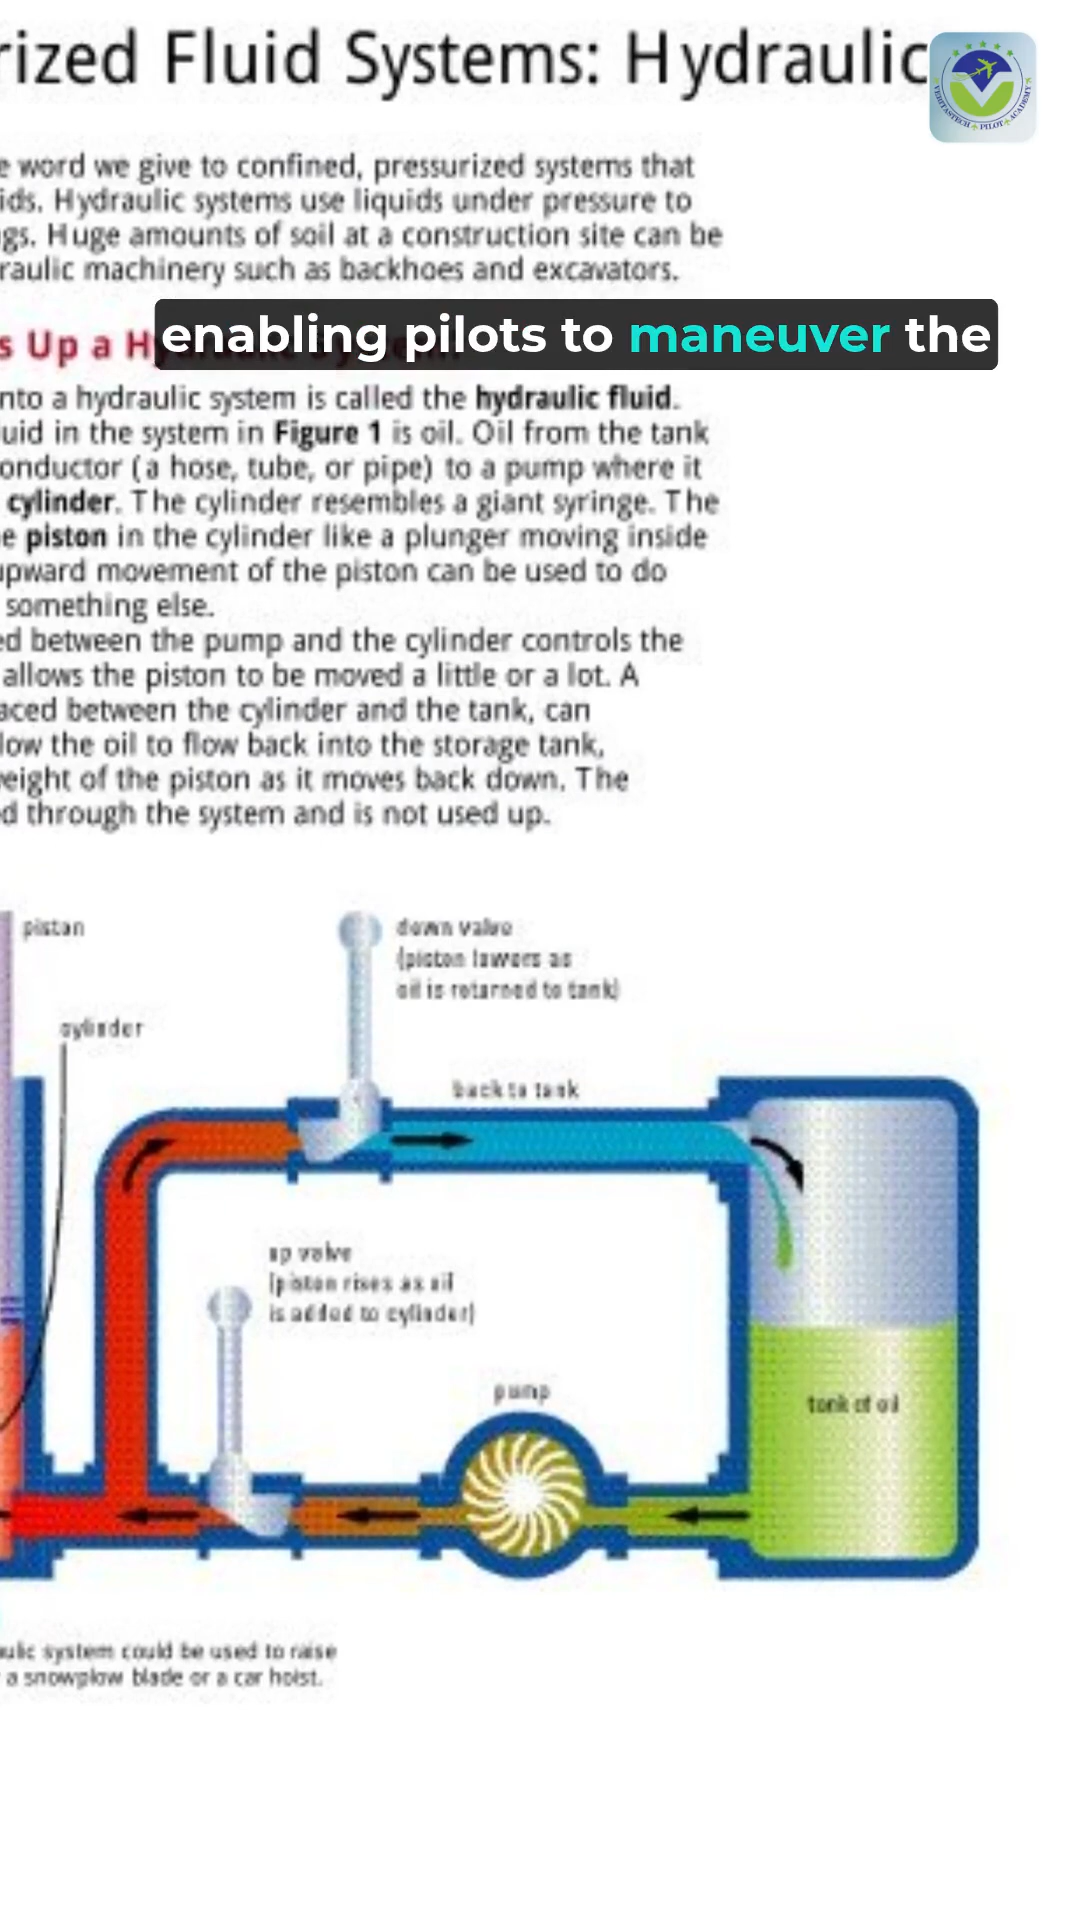 rized Fluid Systems: Hydraulic
VERITASTECH PILOT ACADEMY
e word we give to confined, pressurized systems that
ids. Hydraulic systems use liquids under pressure to
gs. Huge amounts of soil at a construction site can be
raulic machinery such as backhoes and excavators.
enabling pilots to maneuver the
s Up a
nto a hydraulic system is called the hydraulic fluid.
uid in the system in Figure 1 is oil. Oil from the tank
onductor (a hose, tube, or pipe) to a pump where it
cylinder. The cylinder resembles a giant syringe. The
e piston in the cylinder like a plunger moving inside
upward movement of the piston can be used to do
something else.
ed between the pump and the cylinder controls the
allows the piston to be moved a little or a lot. A
aced between the cylinder and the tank, can
low the oil to flow back into the storage tank,
weight of the piston as it moves back down. The
d through the system and is not used up.
piston
down valve
(piston lowers as
oil is returned to tank)
cylinder
back to tank
up valve
(piston rises as oil
is added to cylinder)
pump
tank of oil
aulic system could be used to raise
a snowplow blade or a car hoist.